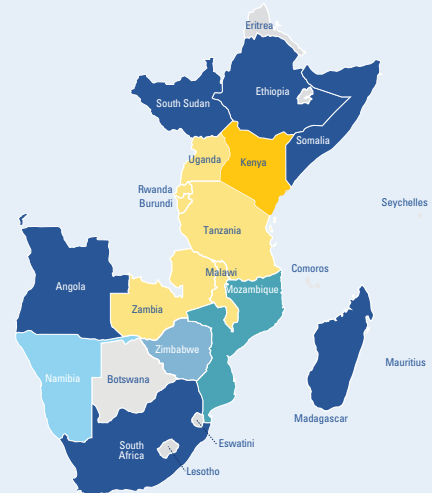 Eritrea
Ethiopia
South Sudan
Somalia
Uganda
Kenya
Rwanda
Burundi
Seychelles
Tanzania
Comoros
Malawi
Angola
Mozambique
Zambia
Zimbabwe
Mauritius
Namibia
Botswana
Madagascar
South
Africa
Eswatini
Lesotho